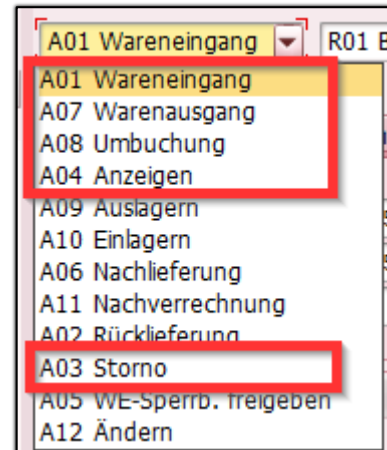 A01 Wareneingang R01
A01 Wareneingang
A07 Warenausgang
A08 Umbuchung
A04 Anzeigen
A09 Auslagern
A10 Einlagern
A06 Nachlieferung
A11 Nachverrechnung
A02 Rücklieferung
A03 Storno
A05 WE-Sperrb. freigeben
A12 Ändern